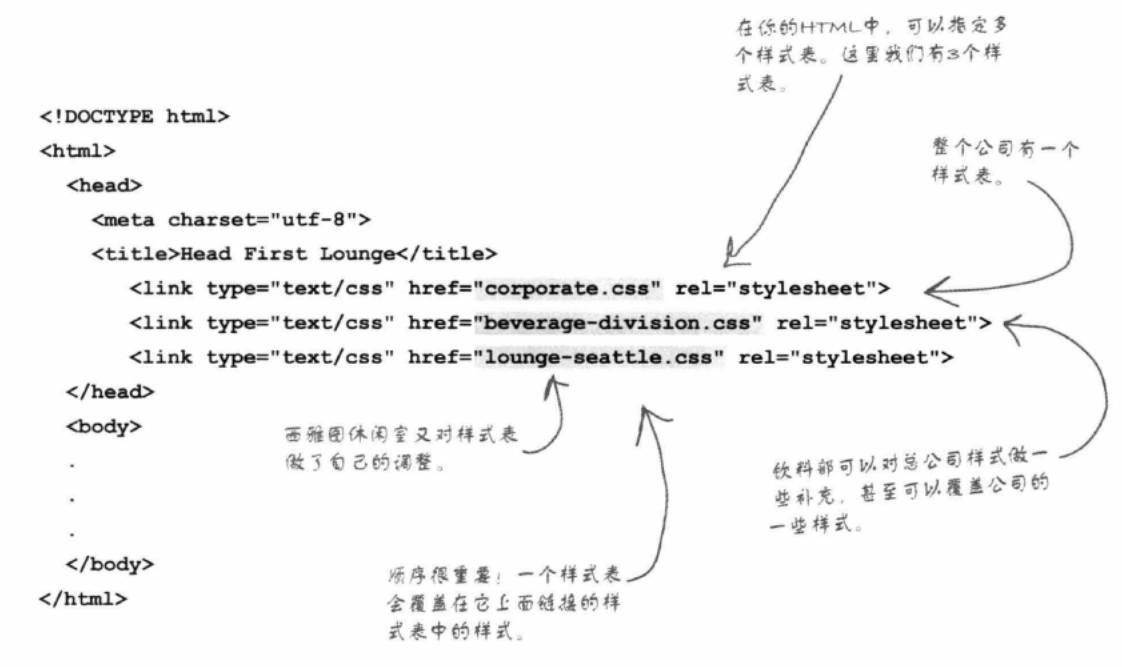 在你的HTML中，可以指定多
个样式表。这里我们有3个样
式表。
<!DOCTYPE html>
<html>
<head>
<meta charset="utf-8">
<title>Head First Lounge</title>
整个公司有一个
样式表。
<link type="text/css" href="corporate.css" rel="stylesheet">
<link type="text/css" href="beverage-division.css" rel="stylesheet">
<link type="text/css" href="lounge-seattle.css" rel="stylesheet">
</head>
<body>
西雅图休闲室又对样式表
做了自己的调整。
饮料部可以对总公司样式做一
些补充，甚至可以覆盖公司的
一些样式。
.
.
.
</body>
</html>
顺序很重要！一个样式表
会覆盖在它上面链接的样
式表中的样式。